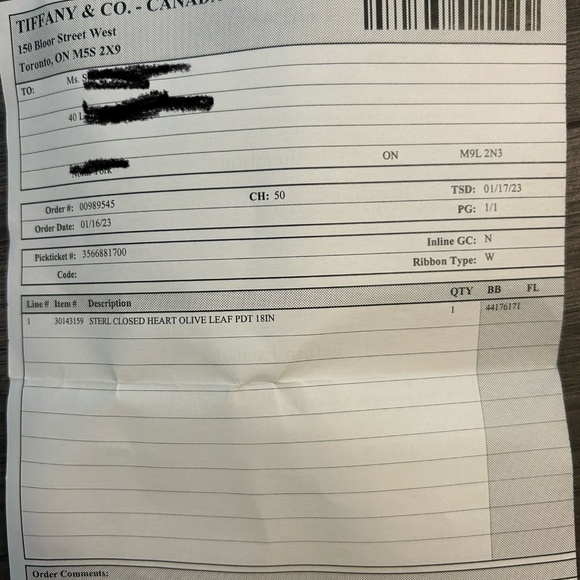 TIFFANY & CO. - CANADA
150 Bloor Street West
Toronto, ON M5S 2X9
TO: Ms.
40
ON M9L 2N3
Order #: 00989545 CH: 50 TSD: 01/17/23
Order Date: 01/16/23 PG: 1/1
Pickticket #: 3566881700 Inline GC: N
Code: Ribbon Type: W
Line # Item # Description QTY BB FL
1 30143159 STERL CLOSED HEART OLIVE LEAF PDT 18IN 1 44176171
Order Comments: